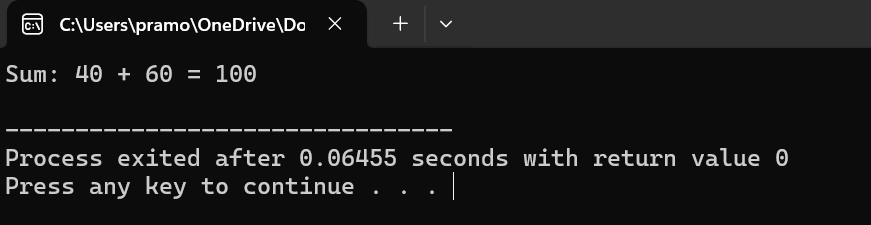 C:\Users\pramo\OneDrive\Do
Sum: 40 + 60 = 100
--------------------------------
Process exited after 0.06455 seconds with return value 0
Press any key to continue . . .